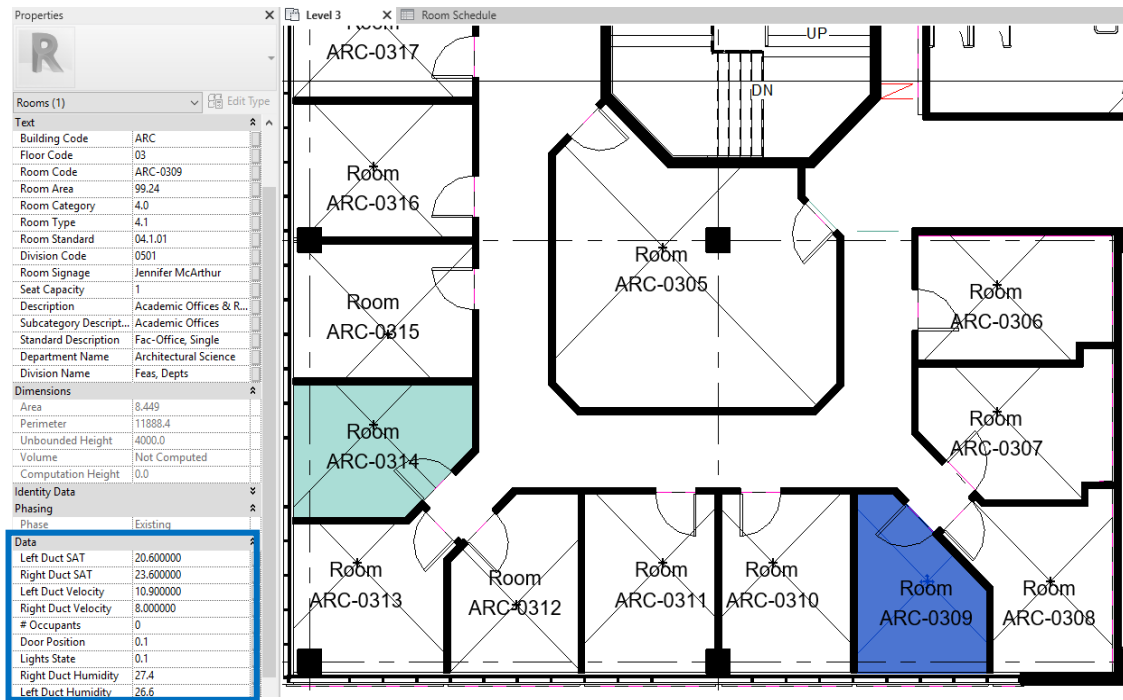 Properties
Level 3
Room Schedule
R
Rooms (1)
Edit Type
Text
Building Code ARC
Floor Code 03
Room Code ARC-0309
Room Area 99.24
Room Category 4.0
Room Type 4.1
Room Standard 04.1.01
Division Code 0501
Room Signage Jennifer McArthur
Seat Capacity 1
Description Academic Offices & R...
Subcategory Descript... Academic Offices
Standard Description Fac-Office, Single
Department Name Architectural Science
Division Name Feas, Depts
Dimensions
Area 8.449
Perimeter 11888.4
Unbounded Height 4000.0
Volume Not Computed
Computation Height 0.0
Identity Data
Phasing
Phase Existing
Data
Left Duct SAT 20.600000
Right Duct SAT 23.600000
Left Duct Velocity 10.900000
Right Duct Velocity 8.000000
# Occupants 0
Door Position 0.1
Lights State 0.1
Right Duct Humidity 27.4
Left Duct Humidity 26.6
Room
ARC-0317
UP
DN
Room
ARC-0316
Room
ARC-0305
Room
ARC-0306
Room
ARC-0315
Room
ARC-0314
Room
ARC-0307
Room
ARC-0313
Room
ARC-0312
Room
ARC-0311
Room
ARC-0310
Room
ARC-0309
Room
ARC-0308